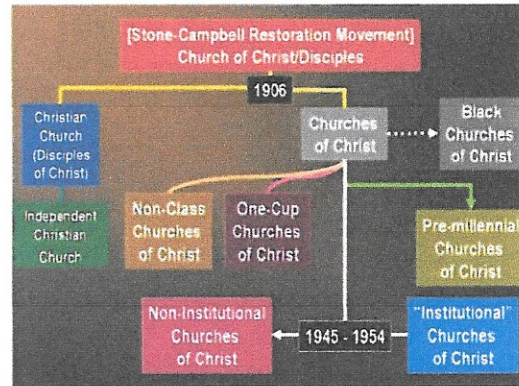 [Stone-Campbell Restoration Movement]
Church of Christ/Disciples
1906
Christian
Church
(Disciples
of Christ)
Churches
of Christ
Black
Churches
of Christ
Independent
Christian
Church
Non-Class
Churches
of Christ
One-Cup
Churches
of Christ
Pre-millennial
Churches
of Christ
Non-Institutional
Churches
of Christ
1945 - 1954
"Institutional"
Churches
of Christ